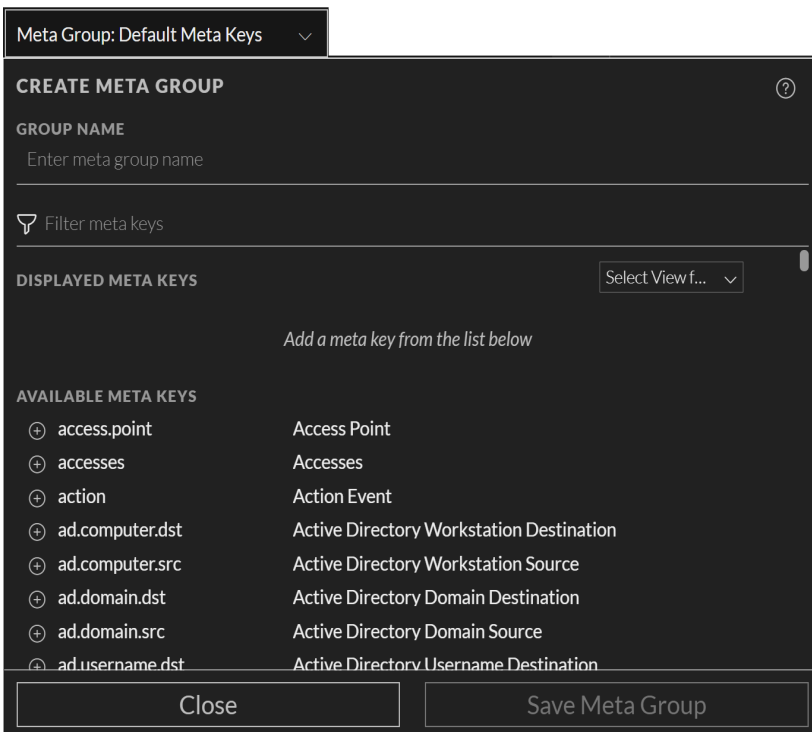 Meta Group: Default Meta Keys
CREATE META GROUP
GROUP NAME
Enter meta group name
Filter meta keys
DISPLAYED META KEYS Select View f...
Add a meta key from the list below
AVAILABLE META KEYS
access.point Access Point
accesses Accesses
action Action Event
ad.computer.dst Active Directory Workstation Destination
ad.computer.src Active Directory Workstation Source
ad.domain.dst Active Directory Domain Destination
ad.domain.src Active Directory Domain Source
ad.username.dst Active Directory Username Destination
Close Save Meta Group